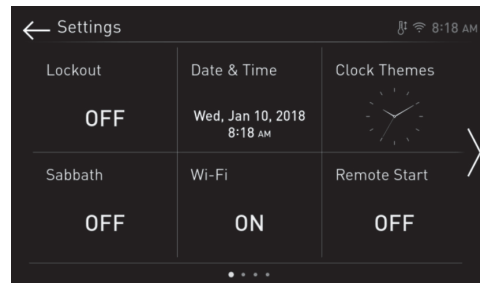 Settings
8:18 AM
Lockout
OFF
Date & Time
Wed, Jan 10, 2018
8:18 AM
Clock Themes
Sabbath
OFF
Wi-Fi
ON
Remote Start
OFF